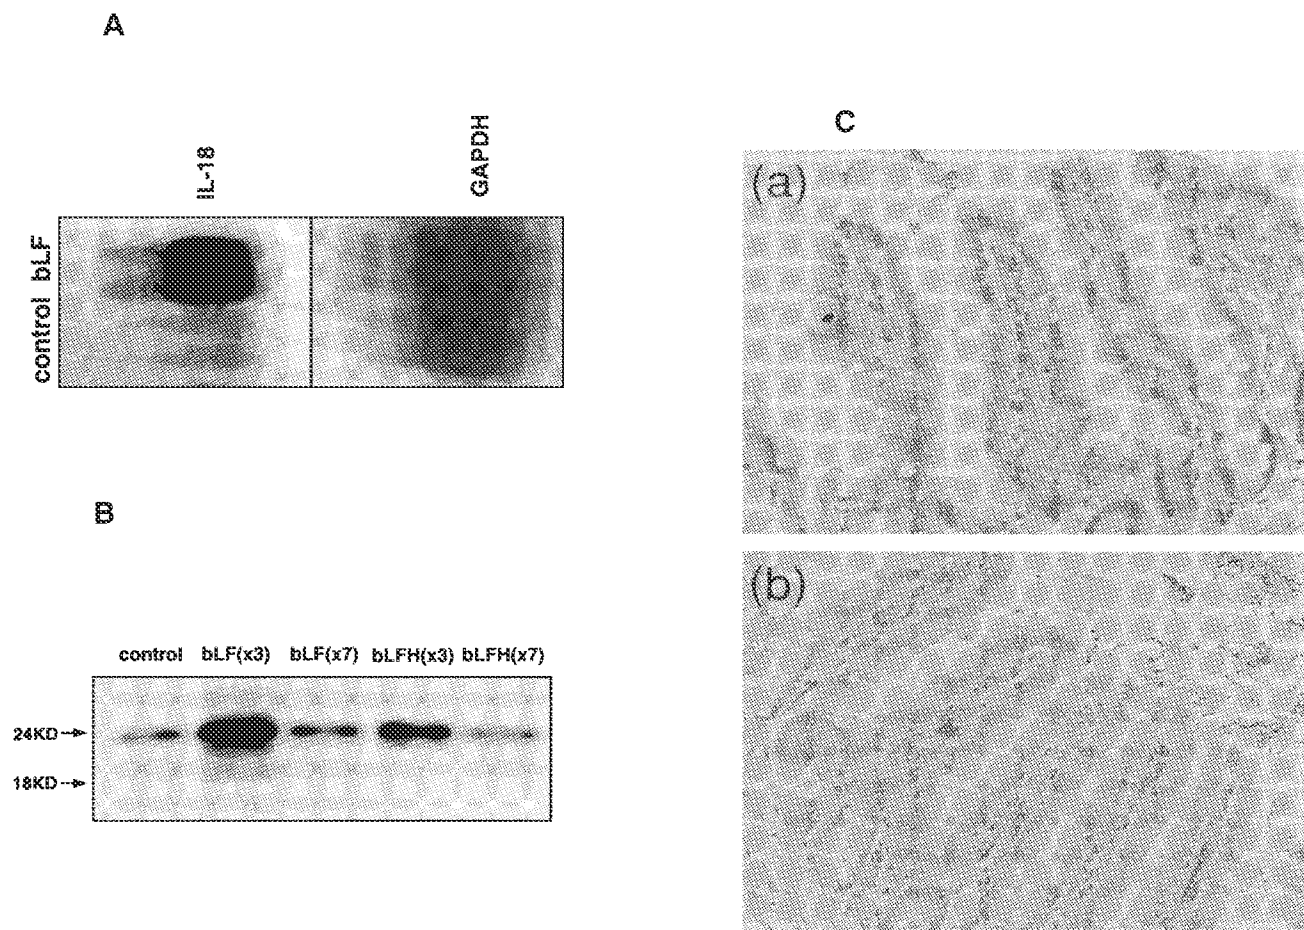 A
IL-18
GAPDH
control bLF
B
control bLF(x3) bLF(x7) bLFH(x3) bLFH(x7)
24KD
18KD
C
(a)
(b)